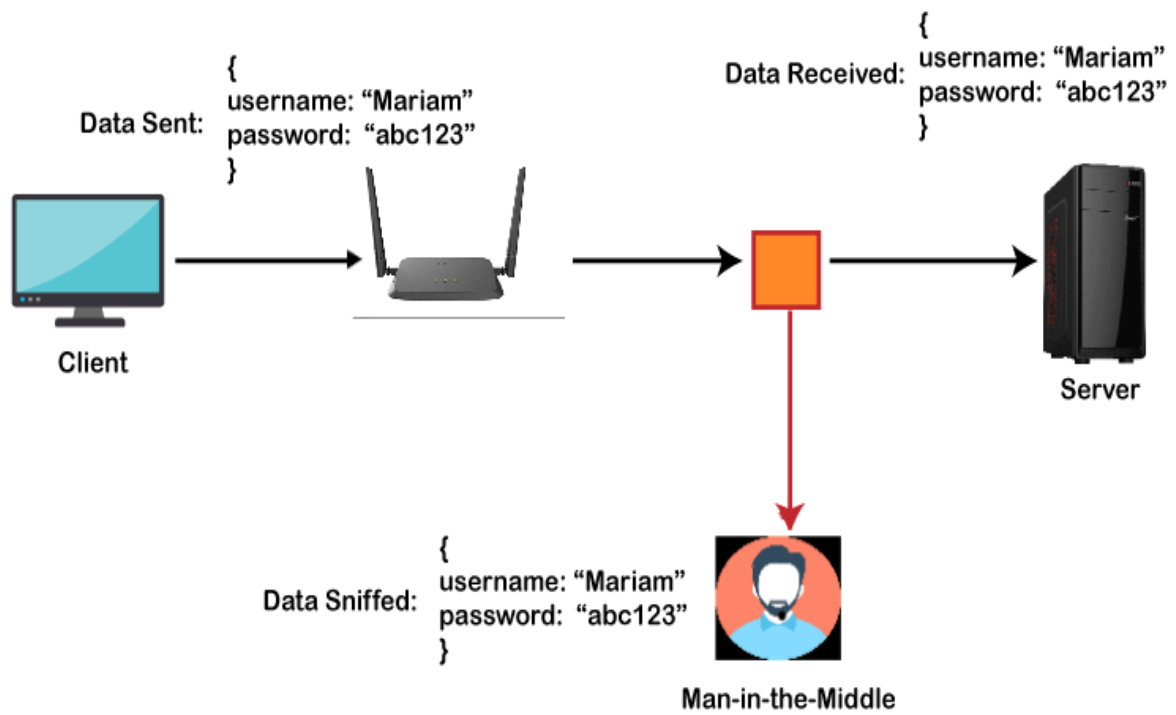 Data Sent:
{
username: “Mariam”
password:  “abc123”
}
Data Received:
{
username: “Mariam”
password:  “abc123”
}
Client
Server
Data Sniffed:
{
username: “Mariam”
password:  “abc123”
}
Man-in-the-Middle